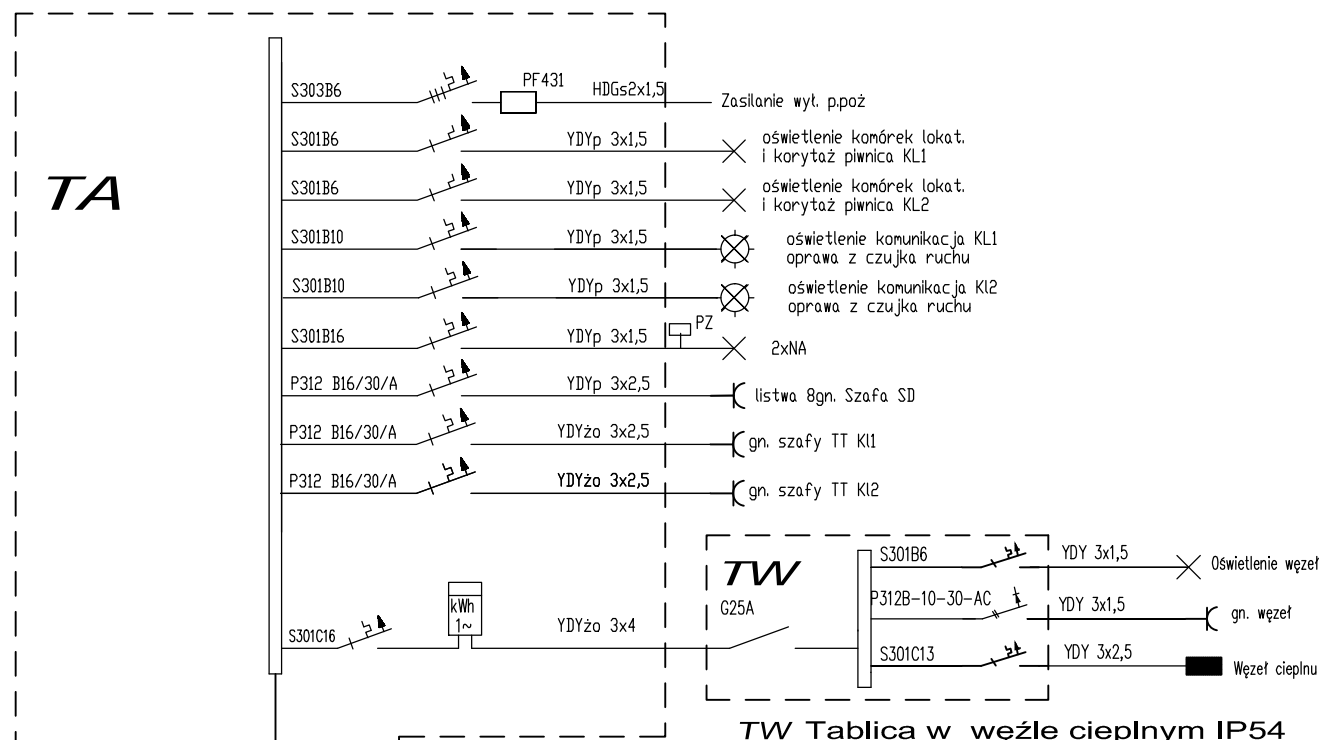 TA
S303B6 PF431 HDGs2x1,5 Zasilanie wył. p.poż
S301B6 YDYp 3x1,5 oświetlenie komórek lokat.
i korytaż piwnica KL1
S301B6 YDYp 3x1,5 oświetlenie komórek lokat.
i korytaż piwnica KL2
S301B10 YDYp 3x1,5 oświetlenie komunikacja KL1
oprawa z czujka ruchu
S301B10 YDYp 3x1,5 oświetlenie komunikacja Kl2
oprawa z czujka ruchu
S301B16 YDYp 3x1,5 PZ 2xNA
P312 B16/30/A YDYp 3x2,5 listwa 8gn. Szafa SD
P312 B16/30/A YDYżo 3x2,5 gn. szafy TT Kl1
P312 B16/30/A YDYżo 3x2,5 gn. szafy TT Kl2
S301C16 kWh
1~
YDYżo 3x4
TW
G25A
S301B6 YDY 3x1,5 Oświetlenie węzeł
P312B-10-30-AC YDY 3x1,5 gn. węzeł
S301C13 YDY 3x2,5 Węzeł cieplnu
TW Tablica w węźle cieplnym IP54